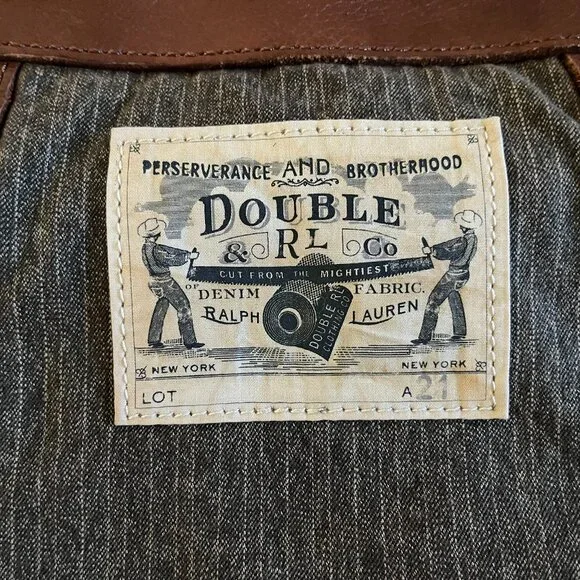 PERSERVERANCE AND BROTHERHOOD
DOUBLE
& RL Co
CUT FROM THE MIGHTIEST
OF DENIM FABRIC.
RALPH LAUREN
DOUBLE RL
CLOTHING CO
NEW YORK NEW YORK
LOT A 21